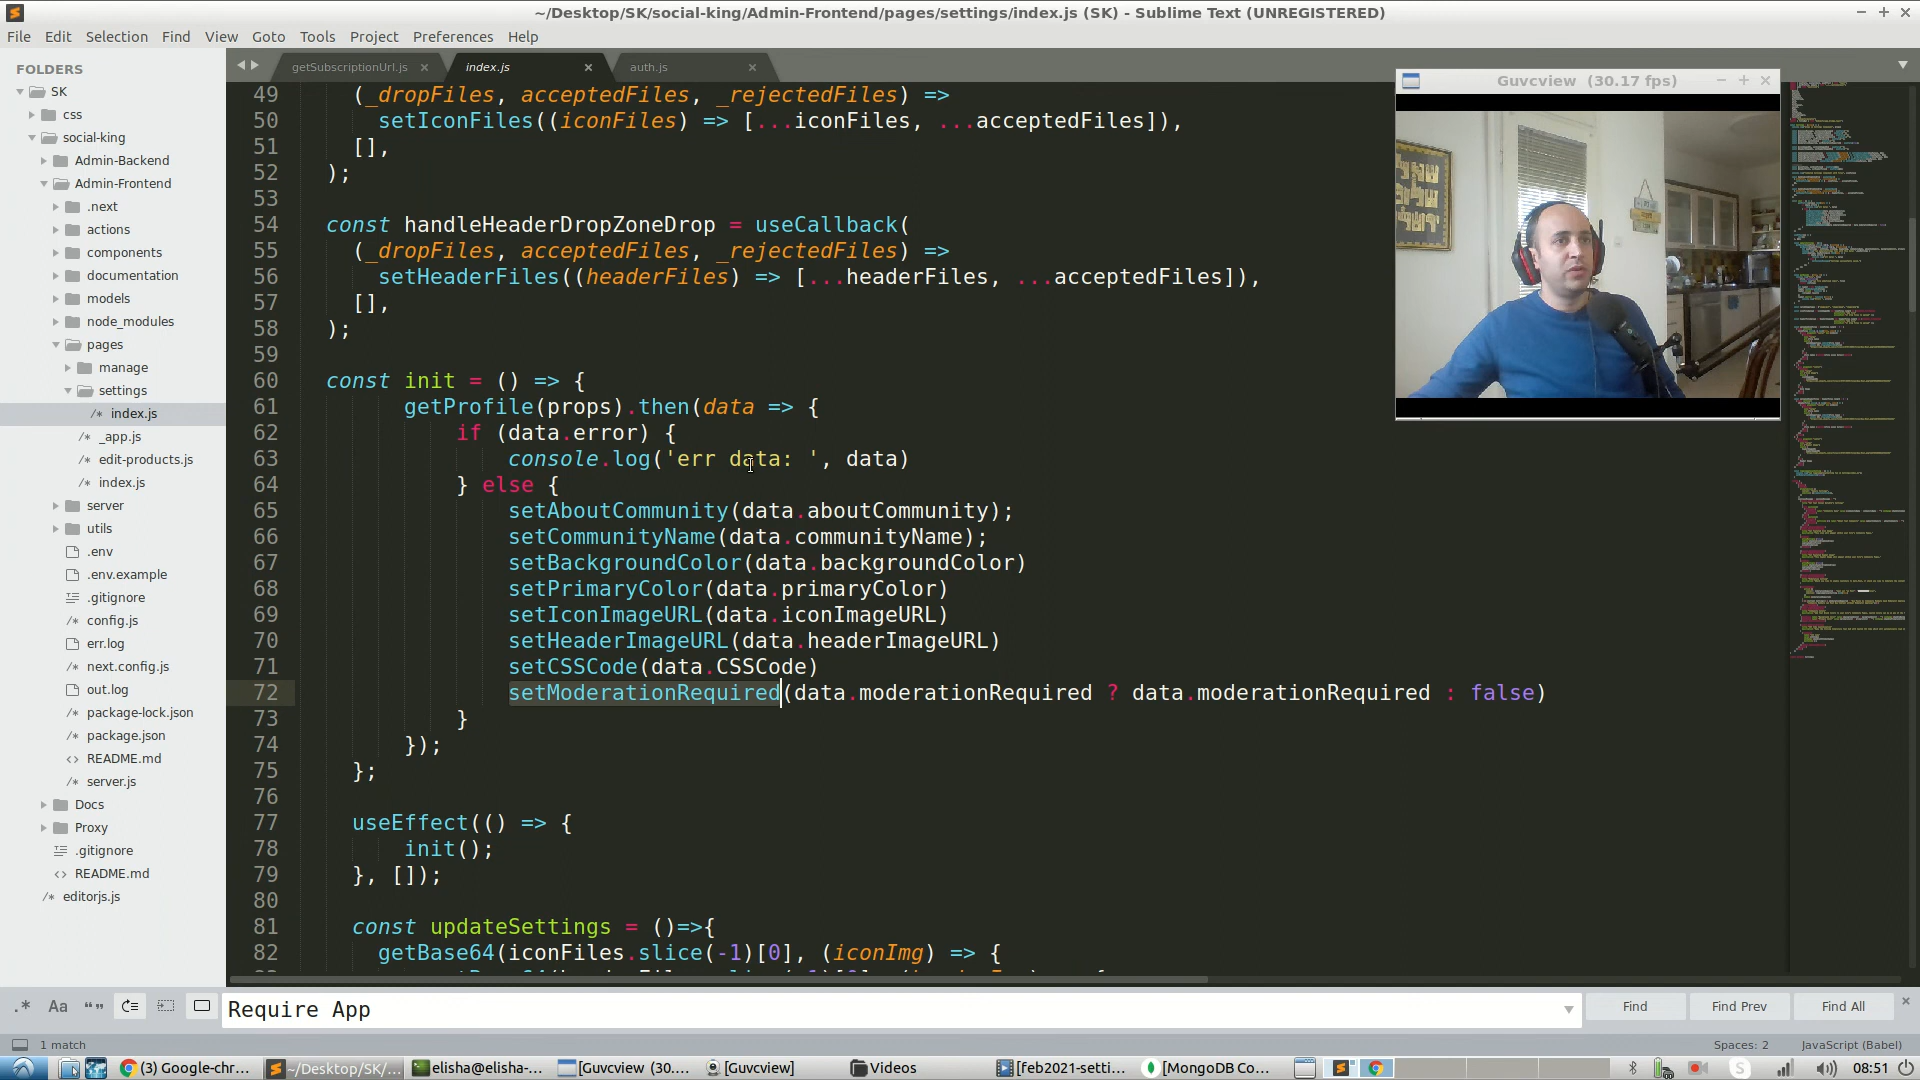 ~/Desktop/SK/social-king/Admin-Frontend/pages/settings/index.js (SK) - Sublime Text (UNREGISTERED)
File Edit Selection Find View Goto Tools Project Preferences Help
FOLDERS
SK
css
social-king
Admin-Backend
Admin-Frontend
.next
actions
components
documentation
models
node_modules
pages
manage
settings
index.js
_app.js
edit-products.js
index.js
server
utils
.env
.env.example
.gitignore
config.js
err.log
next.config.js
out.log
package-lock.json
package.json
README.md
server.js
Docs
Proxy
.gitignore
README.md
editorjs.js
getSubscriptionUrl.js index.js auth.js
Guvcview (30.17 fps)
49 (_dropFiles, acceptedFiles, _rejectedFiles) =>
50 setIconFiles((iconFiles) => [...iconFiles, ...acceptedFiles]),
51 [],
52 );
53
54 const handleHeaderDropZoneDrop = useCallback(
55 (_dropFiles, acceptedFiles, _rejectedFiles) =>
56 setHeaderFiles((headerFiles) => [...headerFiles, ...acceptedFiles]),
57 [],
58 );
59
60 const init = () => {
61 getProfile(props).then(data => {
62 if (data.error) {
63 console.log('err data: ', data)
64 } else {
65 setAboutCommunity(data.aboutCommunity);
66 setCommunityName(data.communityName);
67 setBackgroundColor(data.backgroundColor)
68 setPrimaryColor(data.primaryColor)
69 setIconImageURL(data.iconImageURL)
70 setHeaderImageURL(data.headerImageURL)
71 setCSSCode(data.CSSCode)
72 setModerationRequired(data.moderationRequired ? data.moderationRequired : false)
73 }
74 });
75 };
76
77 useEffect(() => {
78 init();
79 }, []);
80
81 const updateSettings = ()=>{
82 getBase64(iconFiles.slice(-1)[0], (iconImg) => {
Require App
Find Find Prev Find All
1 match
Spaces: 2 JavaScript (Babel)
(3) Google-chr... ~/Desktop/SK/... elisha@elisha-... [Guvcview (30.... [Guvcview] Videos [feb2021-setti... [MongoDB Co... 08:51